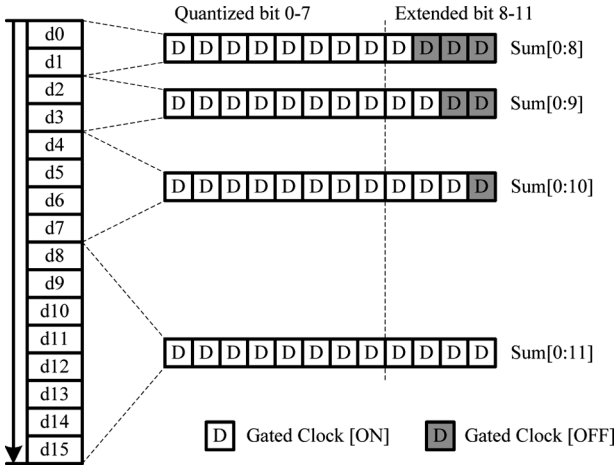 Quantized bit 0-7 Extended bit 8-11
d0
d1
d2
d3
d4
d5
d6
d7
d8
d9
d10
d11
d12
d13
d14
d15
D D D D D D D D D D D D Sum[0:8]
D D D D D D D D D D D D Sum[0:9]
D D D D D D D D D D D D Sum[0:10]
D D D D D D D D D D D D Sum[0:11]
D Gated Clock [ON] D Gated Clock [OFF]